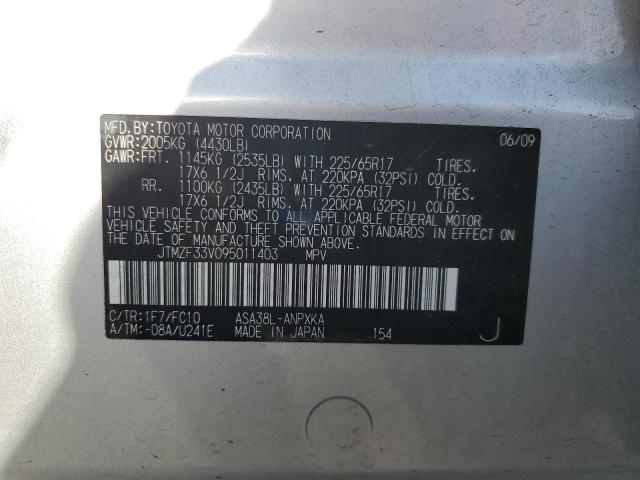 MFD.BY:TOYOTA MOTOR CORPORATION 06/09
GVWR:2005KG (4430LB)
GAWR:FRT. 1145KG (2535LB) WITH 225/65R17 TIRES.
17X6 1/2J RIMS. AT 220KPA (32PSI) COLD.
RR. 1100KG (2435LB) WITH 225/65R17 TIRES.
17X6 1/2J RIMS. AT 220KPA (32PSI) COLD.
THIS VEHICLE CONFORMS TO ALL APPLICABLE FEDERAL MOTOR
VEHICLE SAFETY AND THEFT PREVENTION STANDARDS IN
EFFECT ON THE DATE OF MANUFACTURE SHOWN ABOVE.
JTMZF33V095011403 MPV
C/TR:1F7/FC10 ASA38L-ANPXKA
A/TM:-08A/U241E MADE IN JAPAN 154 J